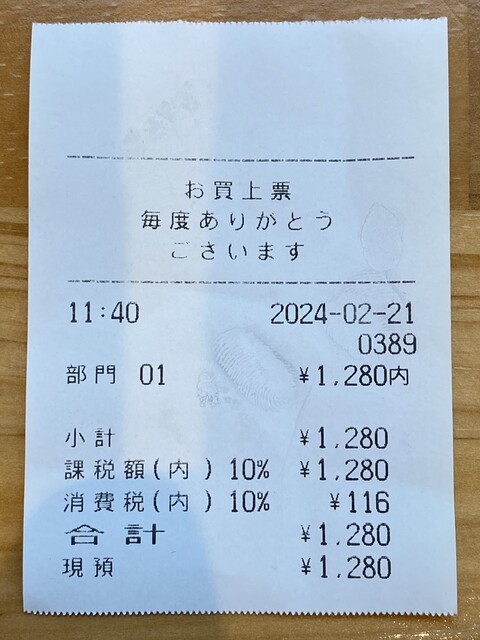 お買上票
毎度ありがとう
ございます
11:40 2024-02-21
0389
部門 01 ¥1,280内
小計 ¥1,280
課税額(内) 10% ¥1,280
消費税(内) 10% ¥116
合計 ¥1,280
現預 ¥1,280